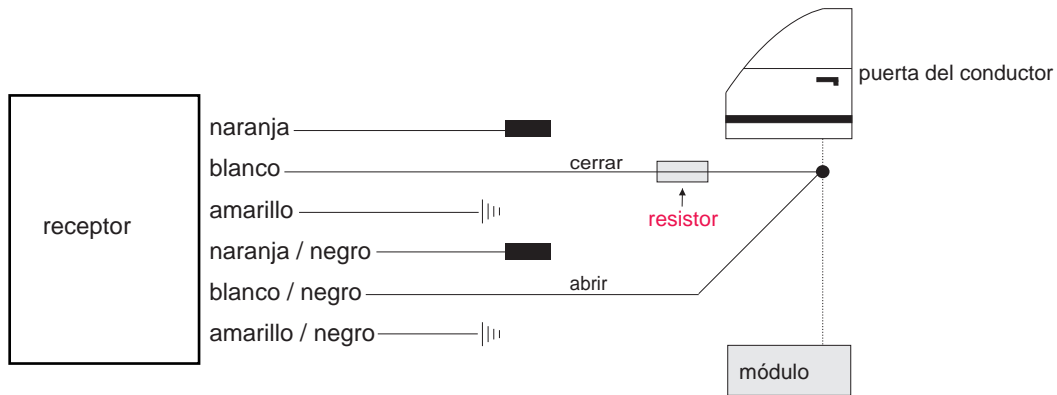 puerta del conductor
naranja
blanco
cerrar
amarillo
resistor
receptor
naranja / negro
blanco / negro
abrir
amarillo / negro
módulo